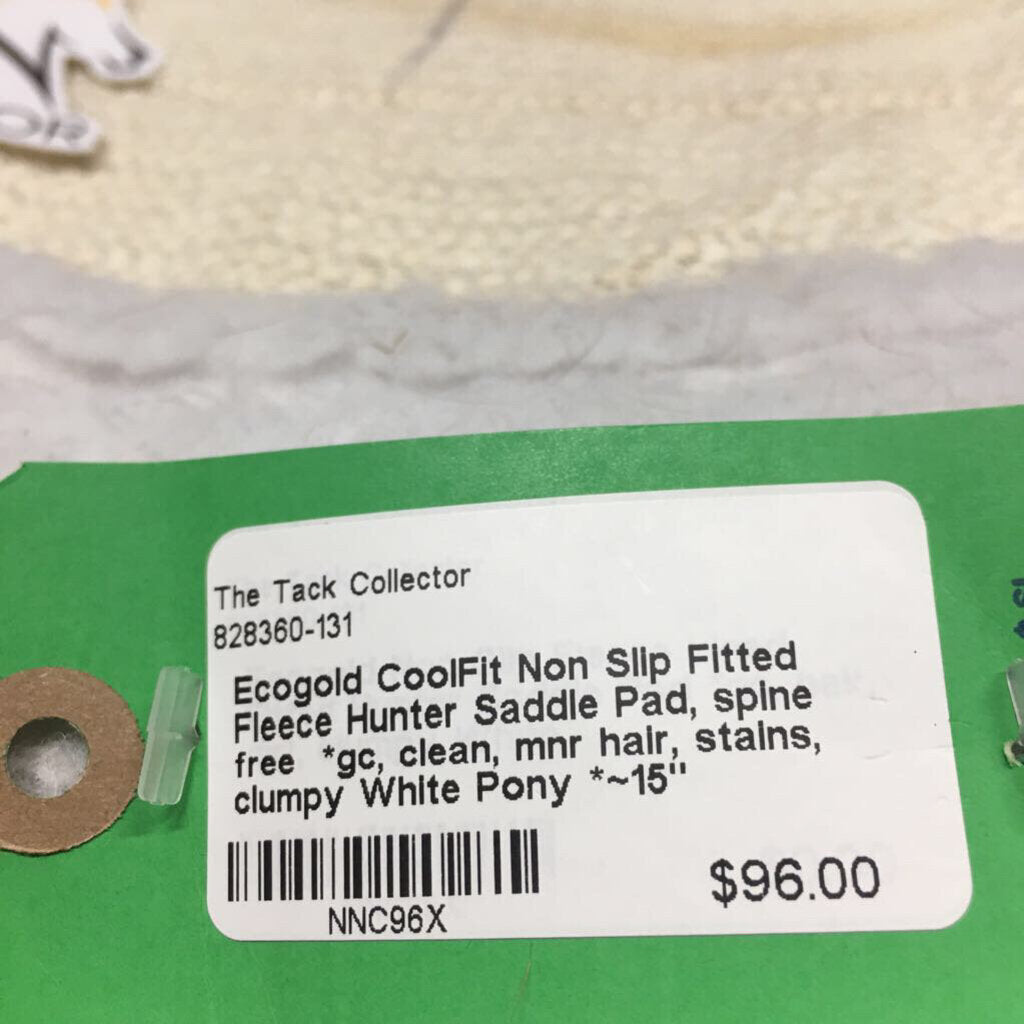 The Tack Collector
828360-131
Ecogold CoolFit Non Slip Fitted
Fleece Hunter Saddle Pad, spine
free *gc, clean, mnr hair, stains,
clumpy White Pony *~15"
NNC96X
$96.00